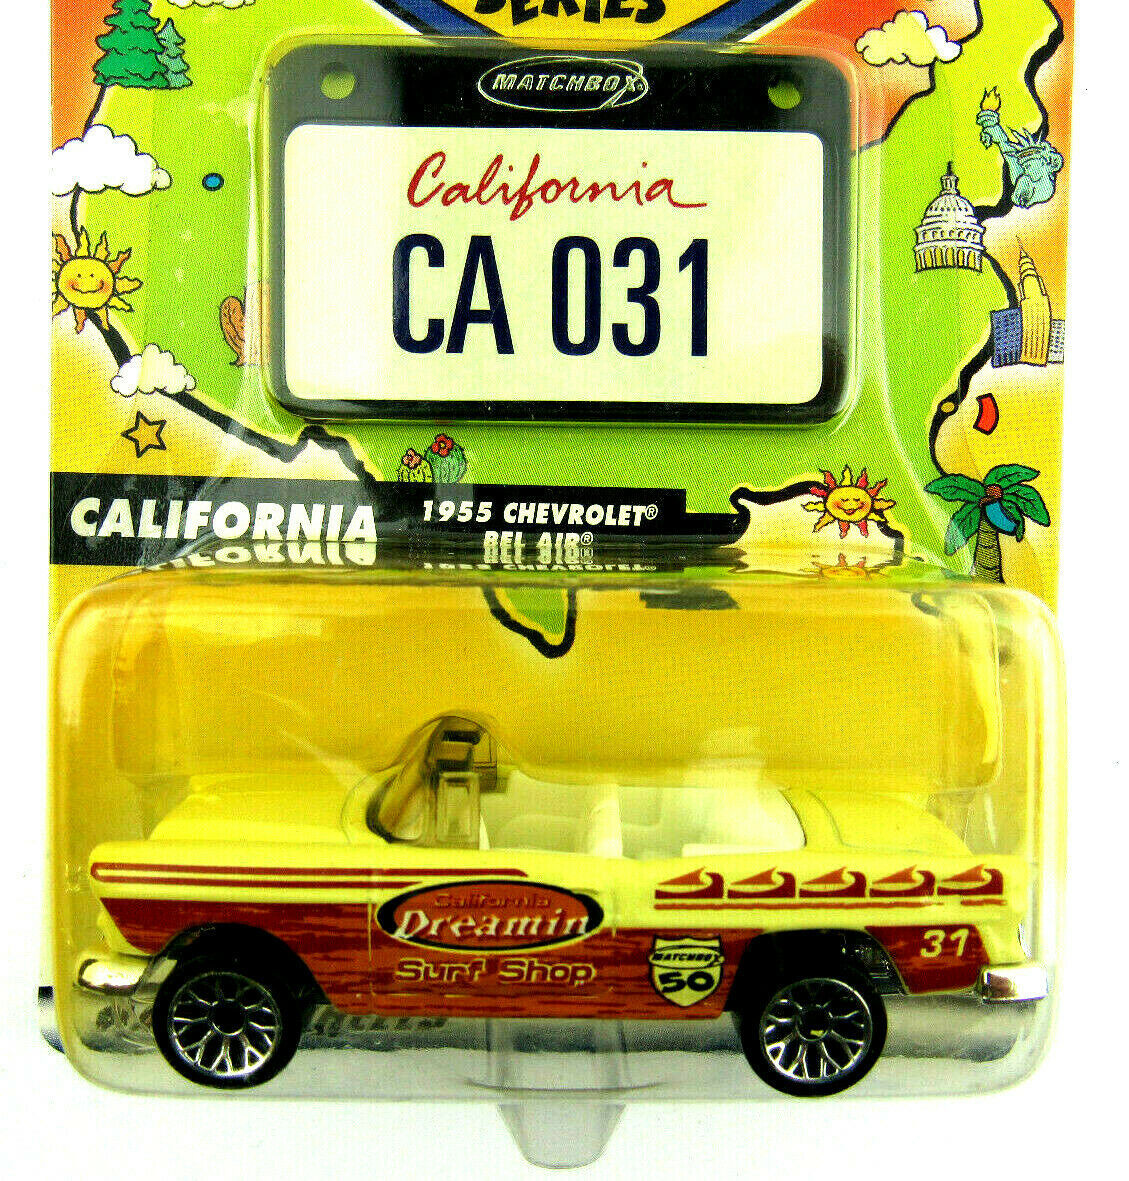 SERIES
MATCHBOX
California
CA 031
CALIFORNIA
1955 CHEVROLET®
BEL AIR®
California
Dreamin
Surf Shop
MATCHBOX
50
31